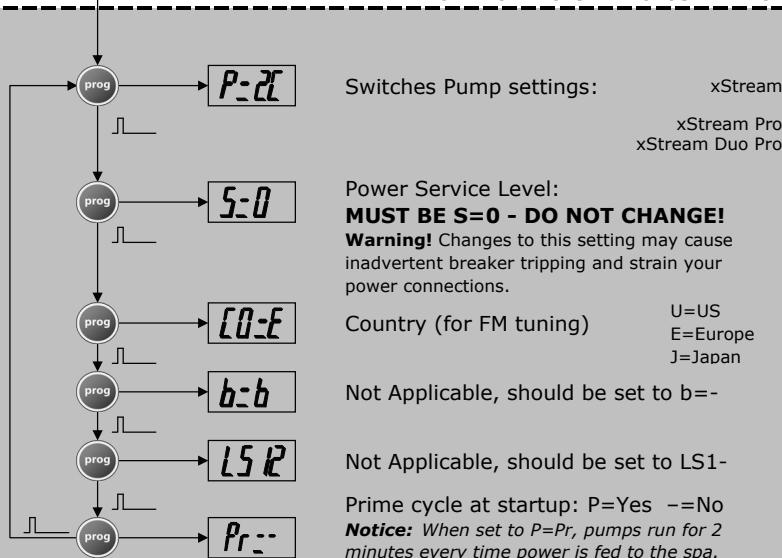 prog P=2C Switches Pump settings: xStream
xStream Pro
xStream Duo Pro
prog S=0 Power Service Level:
MUST BE S=0 - DO NOT CHANGE!
Warning! Changes to this setting may cause
inadvertent breaker tripping and strain your
power connections.
prog CO=E Country (for FM tuning) U=US
E=Europe
J=Japan
prog b=b Not Applicable, should be set to b=-
prog LS12 Not Applicable, should be set to LS1-
Prime cycle at startup: P=Yes –=No
prog Pr=- Notice: When set to P=Pr, pumps run for 2
minutes every time power is fed to the spa.